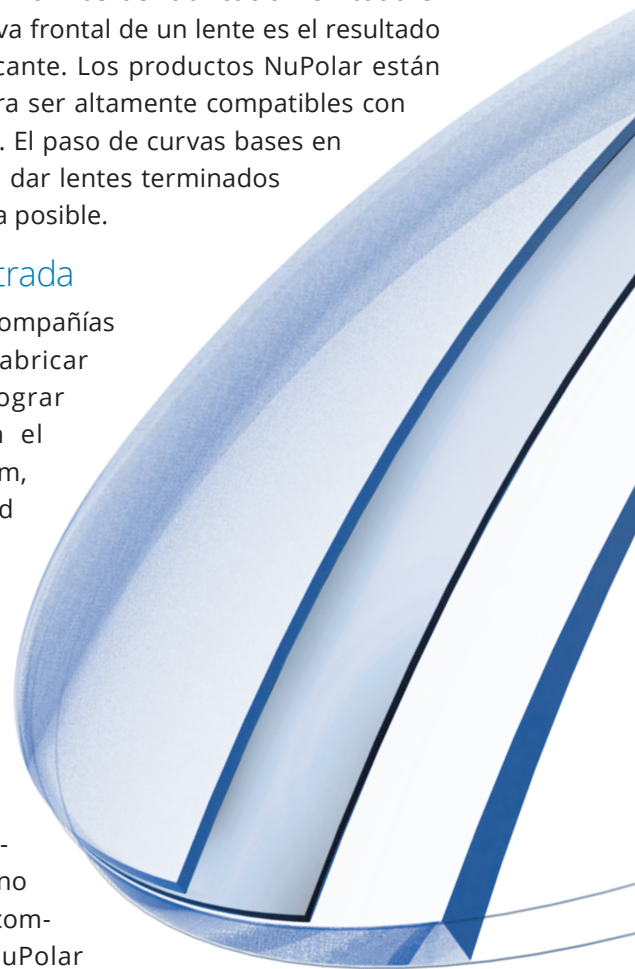 va frontal de un lente es el resultado
cante. Los productos NuPolar están
ra ser altamente compatibles con
. El paso de curvas bases en
dar lentes terminados
a posible.
trada
ompañías
abricar
ograr
el
m,
d
-
no
com-
uPolar